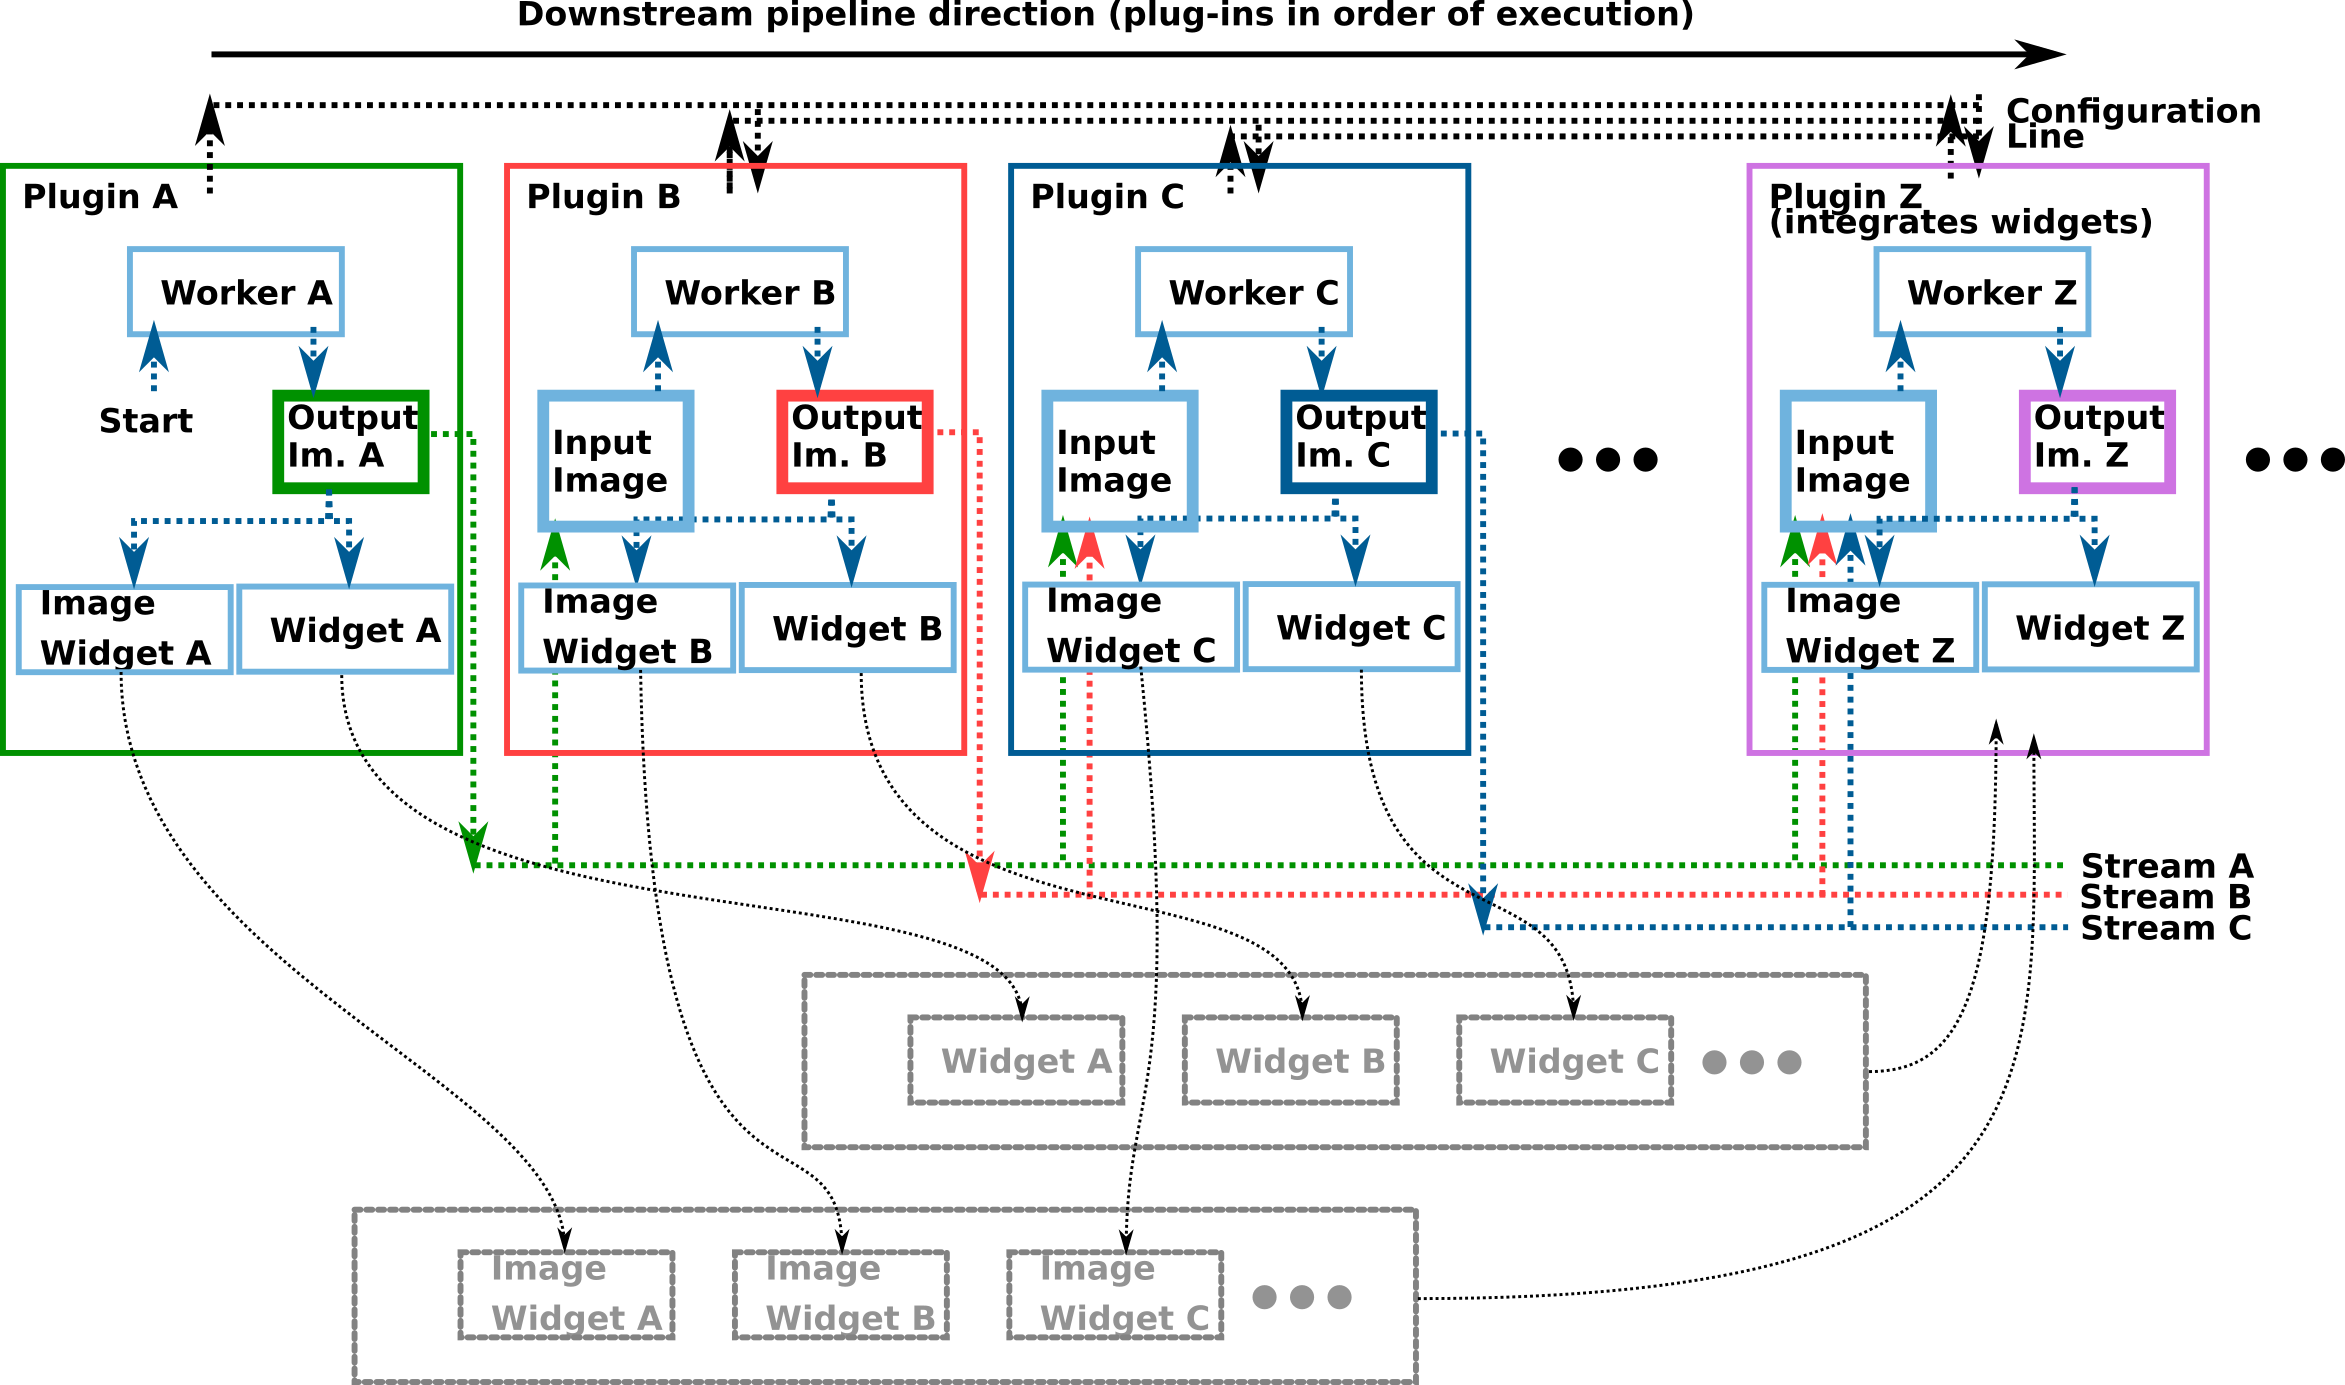 Downstream pipeline direction (plug-ins in order of execution)
Configuration
Line
Plugin A
Worker A
Start
Output
Im. A
Image
Widget A
Widget A
Plugin B
Worker B
Input
Image
Output
Im. B
Image
Widget B
Widget B
Plugin C
Worker C
Input
Image
Output
Im. C
Image
Widget C
Widget C
Plugin Z
(integrates widgets)
Worker Z
Input
Image
Output
Im. Z
Image
Widget Z
Widget Z
Stream A
Stream B
Stream C
Widget A
Widget B
Widget C
Image
Widget A
Image
Widget B
Image
Widget C